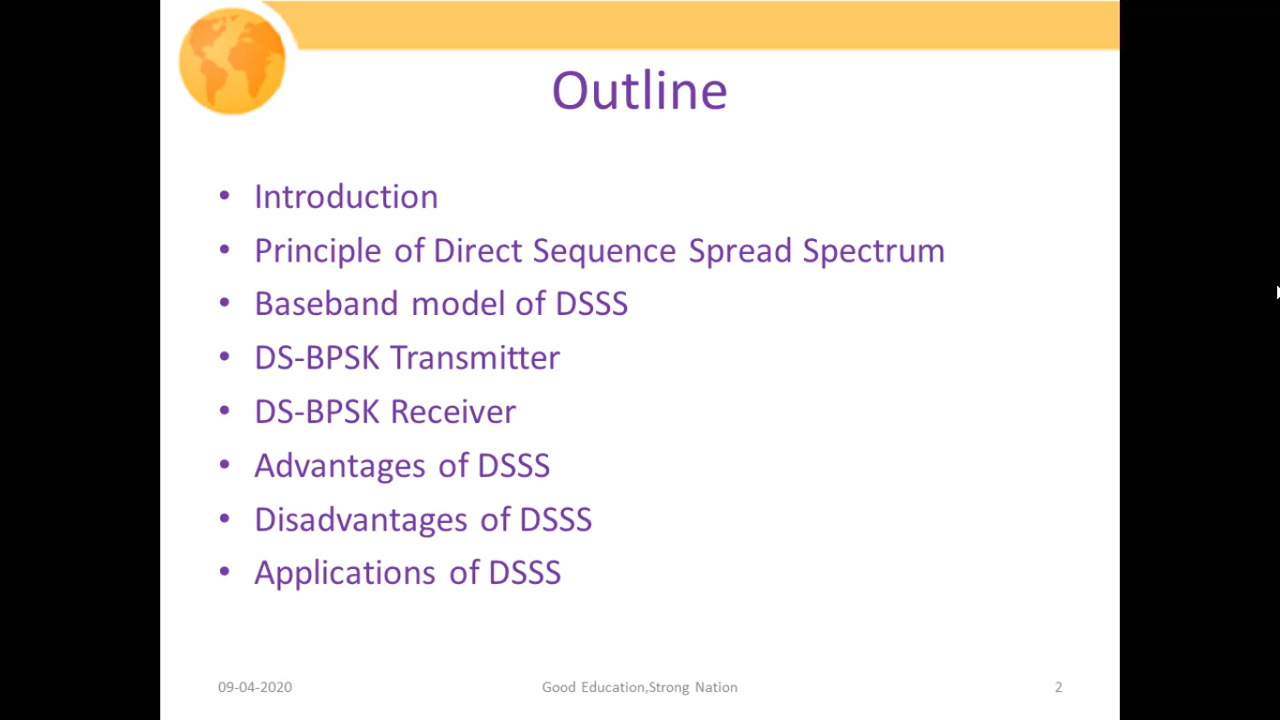 Outline
• Introduction
• Principle of Direct Sequence Spread Spectrum
• Baseband model of DSSS
• DS-BPSK Transmitter
• DS-BPSK Receiver
• Advantages of DSSS
• Disadvantages of DSSS
• Applications of DSSS
09-04-2020
Good Education,Strong Nation
2